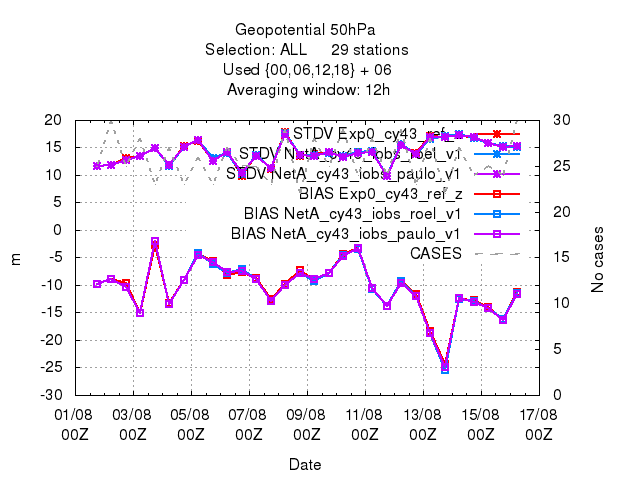 Geopotential 50hPa
Selection: ALL 29 stations
Used {00,06,12,18} + 06
Averaging window: 12h
20
15
10
5
0
-5
-10
-15
-20
-25
-30
m
30
25
20
15
10
5
0
No cases
STDV Exp0_cy43_ref_z
STDV NetA_cy43_iobs_roel_v1
STDV NetA_cy43_iobs_paulo_v1
BIAS Exp0_cy43_ref_z
BIAS NetA_cy43_iobs_roel_v1
BIAS NetA_cy43_iobs_paulo_v1
CASES
01/08 03/08 05/08 07/08 09/08 11/08 13/08 15/08 17/08
00Z 00Z 00Z 00Z 00Z 00Z 00Z 00Z 00Z
Date